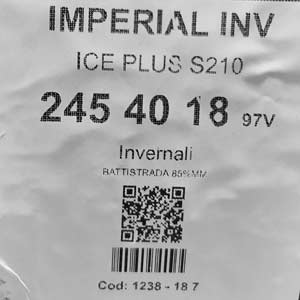 IMPERIAL INV
ICE PLUS S210
245 40 18 97V
Invernali
BATTISTRADA 85%MM
Cod: 1238 - 18 7